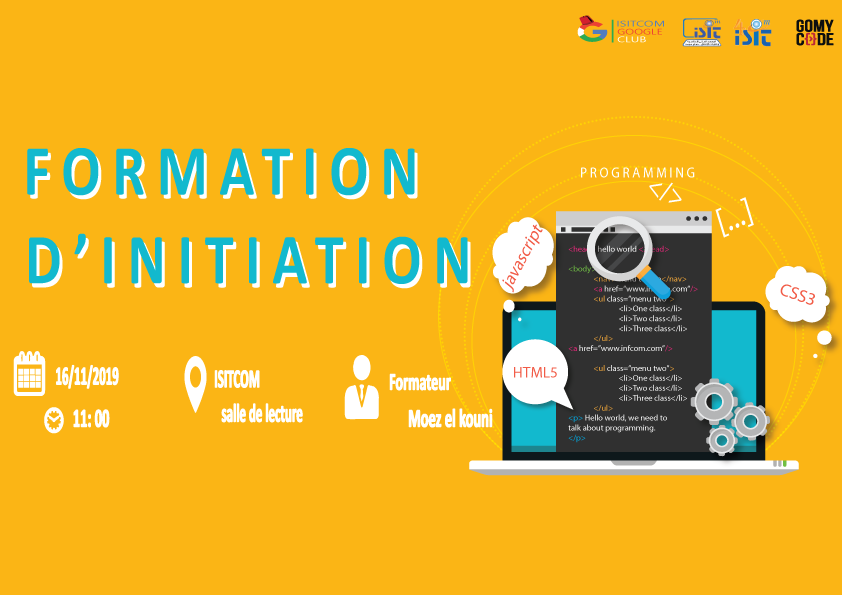 ISITCOM
GOOGLE
CLUB
isit
isit
GOMY
CODE
FORMATION
D'INITIATION
16/11/2019
11: 00
ISITCOM
salle de lecture
Formateur
Moez el kouni
PROGRAMMING
</>
[...]
javascript
CSS3
HTML5
hello world
<body
</nav>
<a href="www.in .com"/>
<ul class="menu two">
<li>One class</li>
<li>Two class</li>
<li>Three class</li>
</ul>
<a href="www.infcom.com"/>
<ul class="menu two">
<li>One class</li>
<li>Two class</li>
<li>Three class</li>
</ul>
<p> Hello world, we need to
talk about programming.
</p>